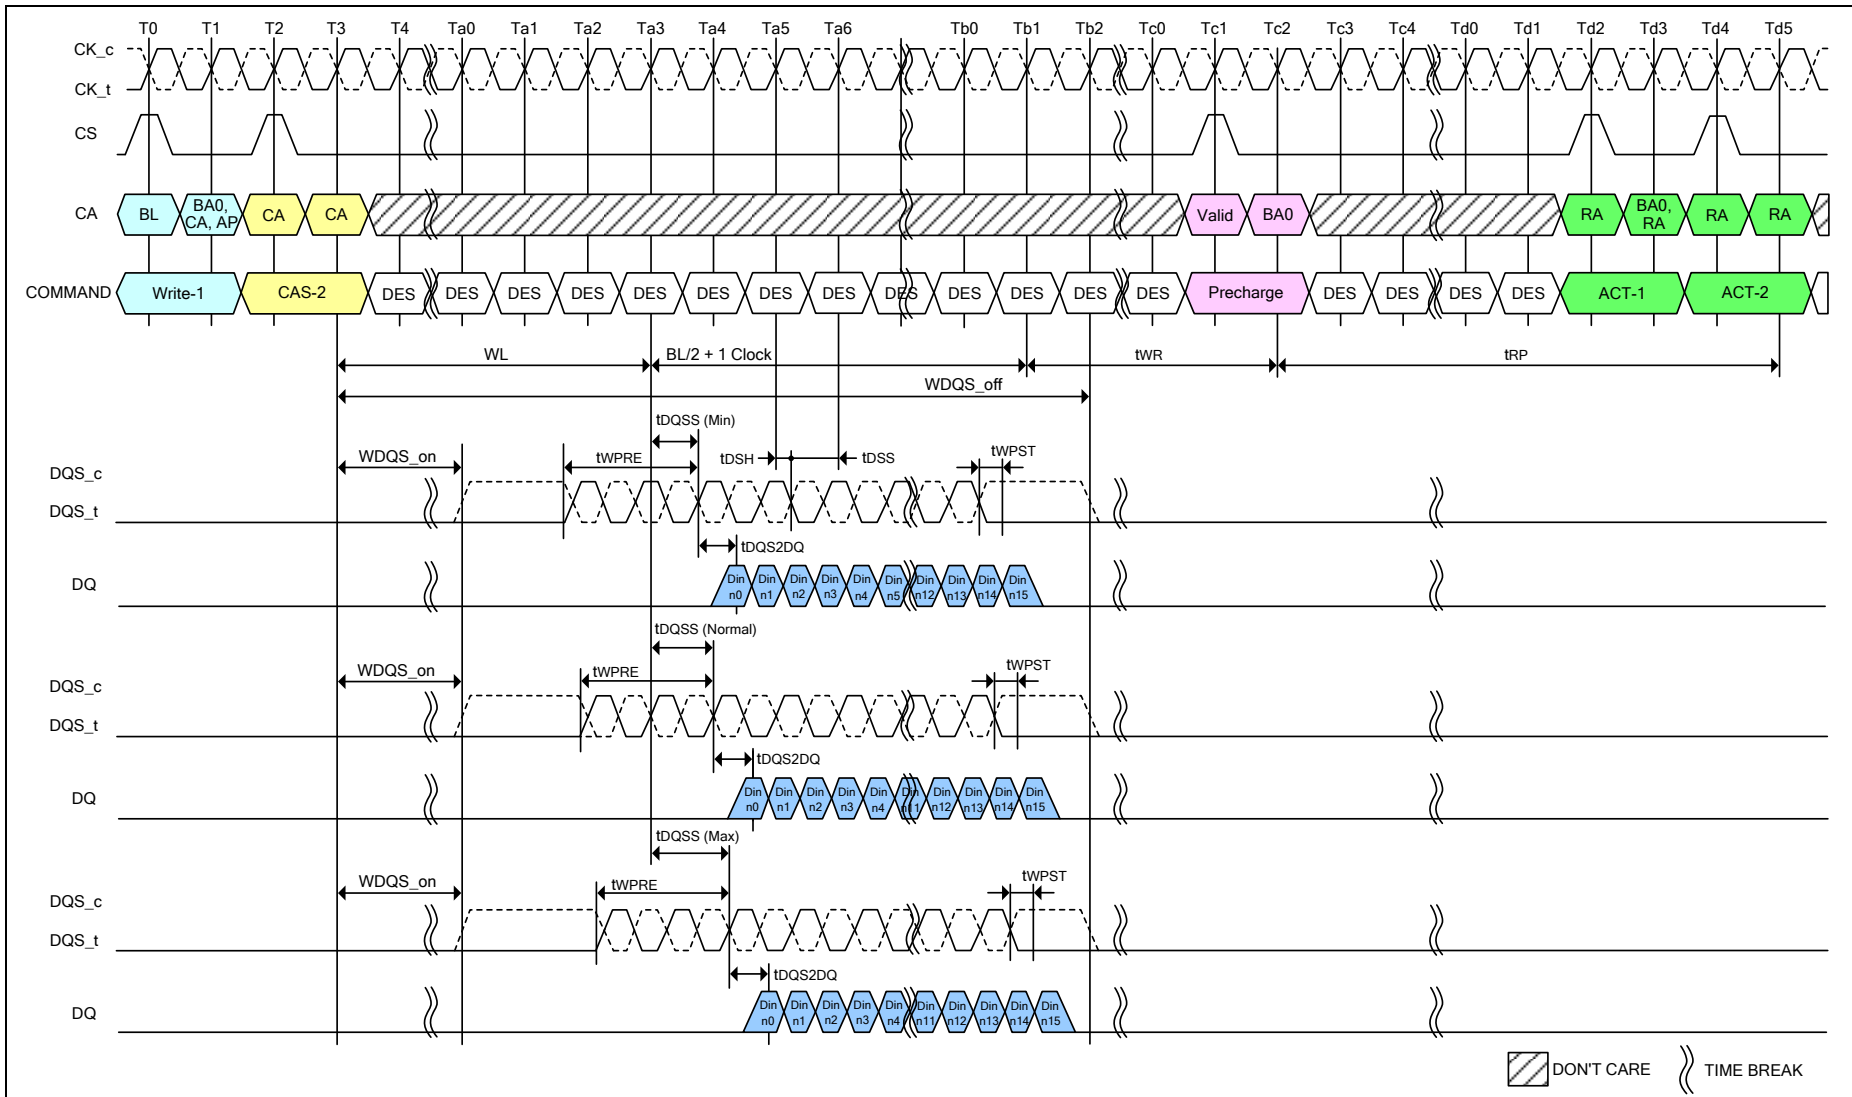 T0 T1 T2 T3 T4 Ta0 Ta1 Ta2 Ta3 Ta4 Ta5 Ta6 Tb0 Tb1 Tb2 Tc0 Tc1 Tc2 Tc3 Tc4 Td0 Td1 Td2 Td3 Td4 Td5
CK_c
CK_t
CS
CA BL BA0, CA, AP CA CA Valid BA0 RA BA0, RA RA RA
COMMAND Write-1 CAS-2 DES DES DES DES DES DES DES DES DES DES DES DES DES Precharge DES DES DES DES ACT-1 ACT-2
WL BL/2 + 1 Clock tWR tRP
WDQS_off
tDQSS (Min)
WDQS_on tWPRE tDSH tDSS tWPST
DQS_c
DQS_t
tDQS2DQ
DQ Din n0 Din n1 Din n2 Din n3 Din n4 Din n5 Din n12 Din n13 Din n14 Din n15
tDQSS (Normal)
WDQS_on tWPRE tWPST
DQS_c
DQS_t
tDQS2DQ
DQ Din n0 Din n1 Din n2 Din n3 Din n4 Din n11 Din n12 Din n13 Din n14 Din n15
tDQSS (Max)
WDQS_on tWPRE tWPST
DQS_c
DQS_t
tDQS2DQ
DQ Din n0 Din n1 Din n2 Din n3 Din n4 Din n11 Din n12 Din n13 Din n14 Din n15
DON'T CARE TIME BREAK